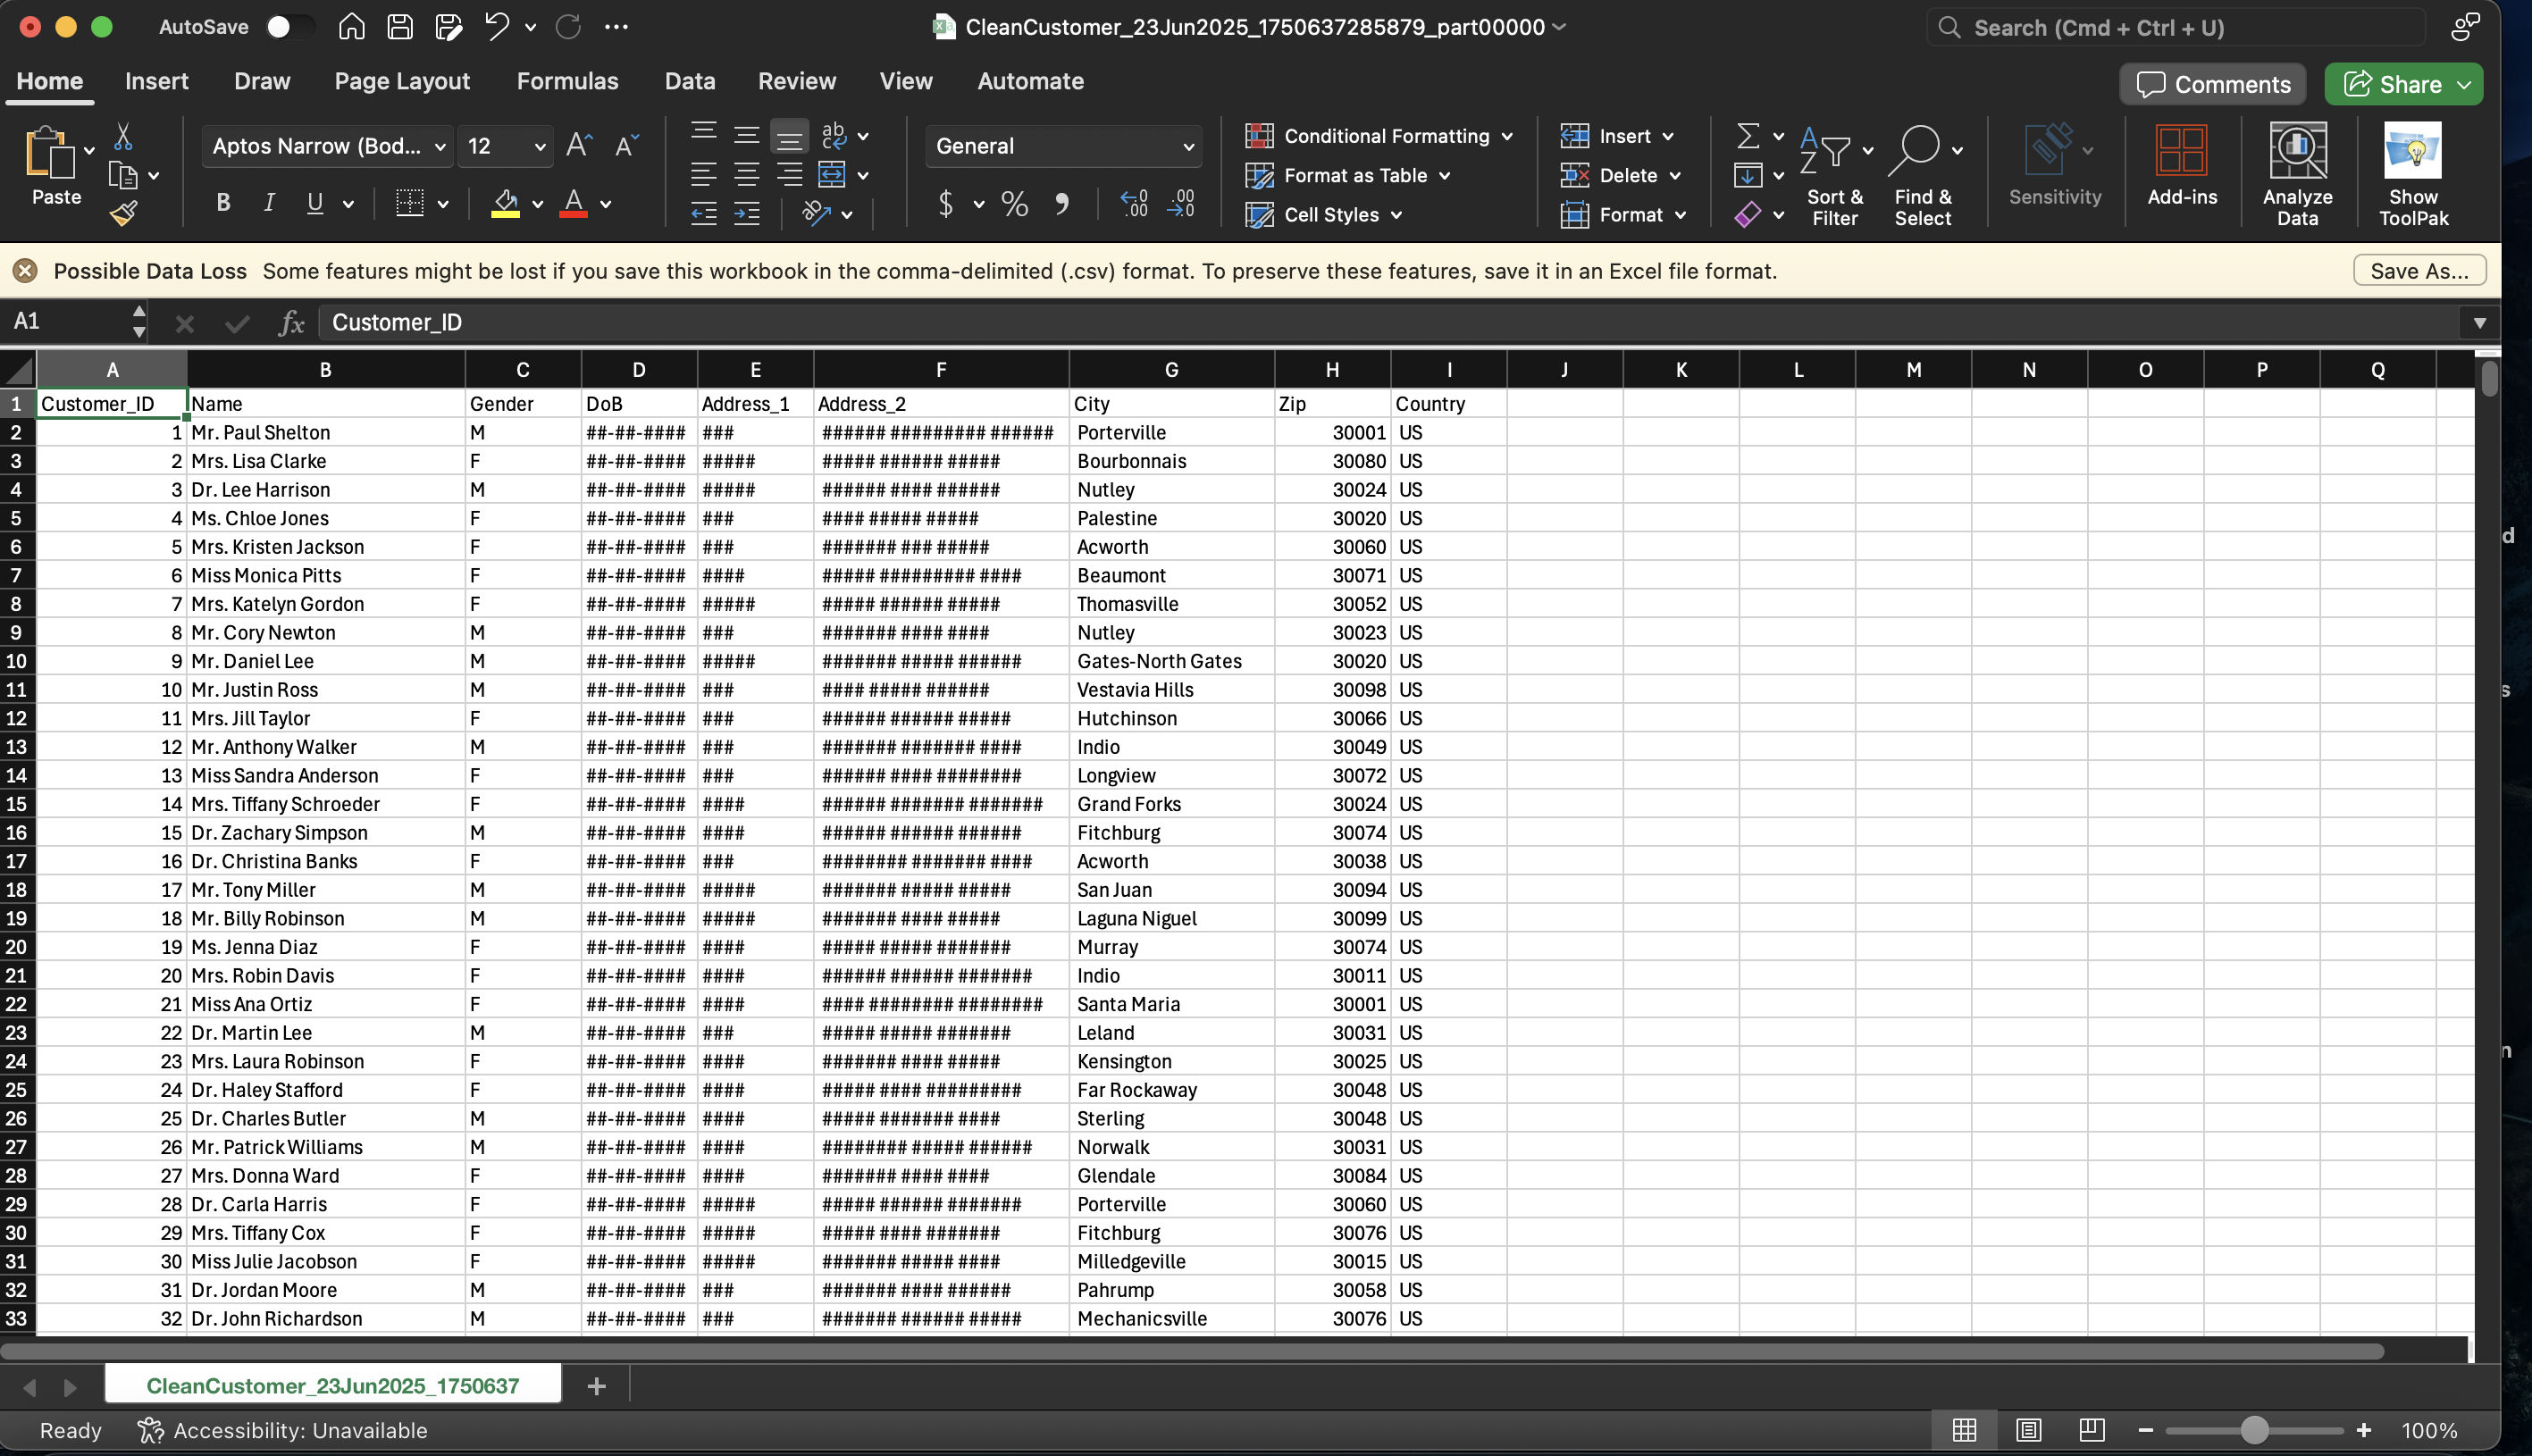 AutoSave
CleanCustomer_23Jun2025_1750637285879_part00000
Search (Cmd + Ctrl + U)
Home Insert Draw Page Layout Formulas Data Review View Automate
Comments Share
Paste Aptos Narrow (Bod... 12 A A ab c General Conditional Formatting Insert
B I U A $ % , .00 .00 Format as Table Delete
Cell Styles Format
Sort & Filter
Find & Select
Sensitivity
Add-ins
Analyze Data
Show ToolPak
Possible Data Loss Some features might be lost if you save this workbook in the comma-delimited (.csv) format. To preserve these features, save it in an Excel file format. Save As...
A1 fx Customer_ID
A B C D E F G H I J K L M N O P Q
1 Customer_ID Name Gender DoB Address_1 Address_2 City Zip Country
2 1 Mr. Paul Shelton M ##-##-#### ### ###### ######### ###### Porterville 30001 US
3 2 Mrs. Lisa Clarke F ##-##-#### ##### ##### ###### ##### Bourbonnais 30080 US
4 3 Dr. Lee Harrison M ##-##-#### ##### ###### #### ###### Nutley 30024 US
5 4 Ms. Chloe Jones F ##-##-#### ### #### ##### ##### Palestine 30020 US
6 5 Mrs. Kristen Jackson F ##-##-#### ### ####### ### ##### Acworth 30060 US
7 6 Miss Monica Pitts F ##-##-#### #### ##### ######### #### Beaumont 30071 US
8 7 Mrs. Katelyn Gordon F ##-##-#### ##### ##### ###### ##### Thomasville 30052 US
9 8 Mr. Cory Newton M ##-##-#### ### ####### #### #### Nutley 30023 US
10 9 Mr. Daniel Lee M ##-##-#### ##### ####### ##### ###### Gates-North Gates 30020 US
11 10 Mr. Justin Ross M ##-##-#### ### #### ##### ###### Vestavia Hills 30098 US
12 11 Mrs. Jill Taylor F ##-##-#### ### ###### ###### ##### Hutchinson 30066 US
13 12 Mr. Anthony Walker M ##-##-#### ### ####### ####### #### Indio 30049 US
14 13 Miss Sandra Anderson F ##-##-#### ### ###### #### ######## Longview 30072 US
15 14 Mrs. Tiffany Schroeder F ##-##-#### #### ###### ####### ####### Grand Forks 30024 US
16 15 Dr. Zachary Simpson M ##-##-#### #### ###### ###### ###### Fitchburg 30074 US
17 16 Dr. Christina Banks F ##-##-#### ### ######## ####### #### Acworth 30038 US
18 17 Mr. Tony Miller M ##-##-#### ##### ####### ##### ##### San Juan 30094 US
19 18 Mr. Billy Robinson M ##-##-#### ##### ####### #### ##### Laguna Niguel 30099 US
20 19 Ms. Jenna Diaz F ##-##-#### #### ##### ##### ####### Murray 30074 US
21 20 Mrs. Robin Davis F ##-##-#### #### ###### ###### ####### Indio 30011 US
22 21 Miss Ana Ortiz F ##-##-#### #### #### ######## ######## Santa Maria 30001 US
23 22 Dr. Martin Lee M ##-##-#### ### ##### ##### ####### Leland 30031 US
24 23 Mrs. Laura Robinson F ##-##-#### #### ####### #### ##### Kensington 30025 US
25 24 Dr. Haley Stafford F ##-##-#### #### ##### #### ######### Far Rockaway 30048 US
26 25 Dr. Charles Butler M ##-##-#### #### ##### ####### #### Sterling 30048 US
27 26 Mr. Patrick Williams M ##-##-#### #### ######## ##### ###### Norwalk 30031 US
28 27 Mrs. Donna Ward F ##-##-#### #### ####### #### #### Glendale 30084 US
29 28 Dr. Carla Harris F ##-##-#### ##### ##### ###### ####### Porterville 30060 US
30 29 Mrs. Tiffany Cox F ##-##-#### ##### ##### #### ####### Fitchburg 30076 US
31 30 Miss Julie Jacobson F ##-##-#### ##### ####### ##### #### Milledgeville 30015 US
32 31 Dr. Jordan Moore M ##-##-#### ### ####### #### ###### Pahrump 30058 US
33 32 Dr. John Richardson M ##-##-#### ### ####### ###### ##### Mechanicsville 30076 US
CleanCustomer_23Jun2025_1750637 +
Ready Accessibility: Unavailable 100%